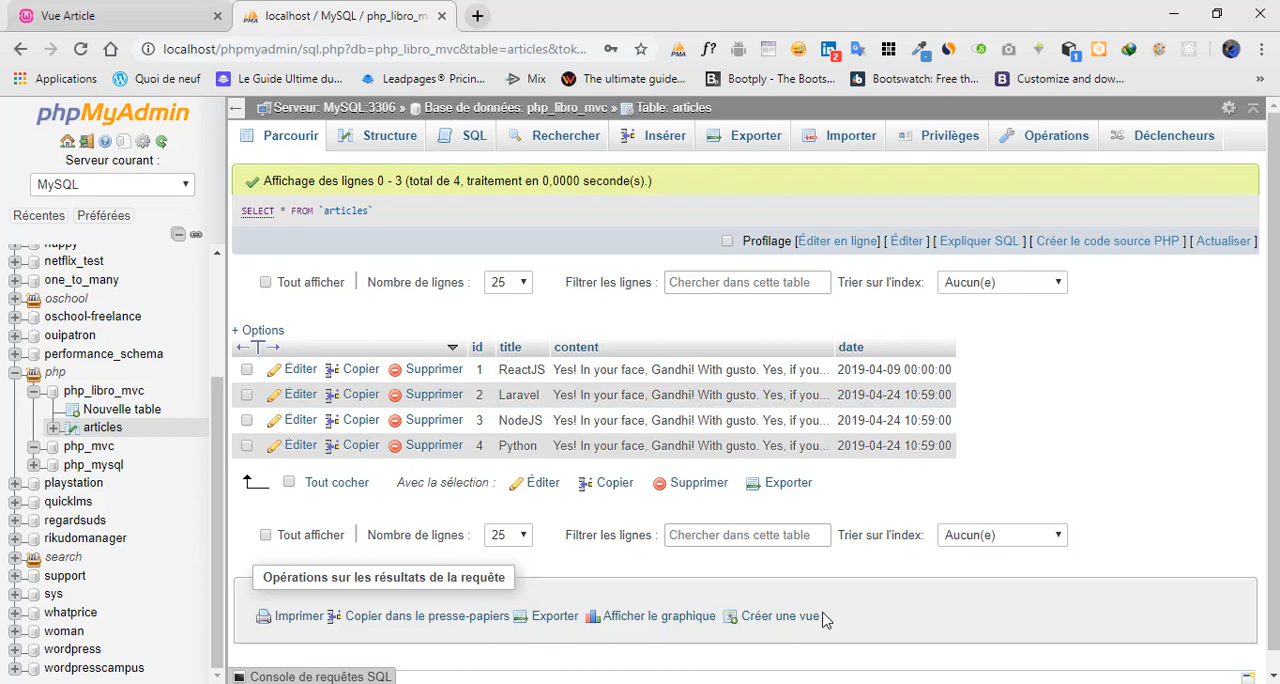 Vue Article
localhost / MySQL / php_libro_mv
localhost/phpmyadmin/sql.php?db=php_libro_mvc&table=articles&tok...
Applications Quoi de neuf Le Guide Ultime du... Leadpages® Princin... Mix The ultimate guide... Bootply - The Boos... Bootswatch: Free th... Customize and dow... »
phpMyAdmin
Serveur courant :
MySQL
Récentes Préférées
huppy
netflix_test
one_to_many
oschool
oschool-freelance
ouipatron
performance_schema
php
php_libro_mvc
Nouvelle table
articles
php_mvc
php_mysql
playstation
quicklms
regardsuds
rikudomanager
search
support
sys
whatprice
woman
wordpress
wordpresscampus
Serveur: MySQL:3306 » Base de données: php_libro_mvc » Table: articles
Parcourir Structure SQL Rechercher Insérer Exporter Importer Privilèges Opérations Déclencheurs
Affichage des lignes 0 - 3 (total de 4, traitement en 0,0000 seconde(s).)
SELECT * FROM `articles`
Profilage [Éditer en ligne] [ Éditer ] [ Expliquer SQL ] [ Créer le code source PHP ] [ Actualiser ]
Tout afficher Nombre de lignes : 25 Filtrer les lignes : Chercher dans cette table Trier sur l'index: Aucun(e)
+ Options
←T→ id title content date
Éditer Copier Supprimer 1 ReactJS Yes! In your face, Gandhi! With gusto. Yes, if you... 2019-04-09 00:00:00
Éditer Copier Supprimer 2 Laravel Yes! In your face, Gandhi! With gusto. Yes, if you... 2019-04-24 10:59:00
Éditer Copier Supprimer 3 NodeJS Yes! In your face, Gandhi! With gusto. Yes, if you... 2019-04-24 10:59:00
Éditer Copier Supprimer 4 Python Yes! In your face, Gandhi! With gusto. Yes, if you... 2019-04-24 10:59:00
Tout cocher Avec la sélection : Éditer Copier Supprimer Exporter
Tout afficher Nombre de lignes : 25 Filtrer les lignes : Chercher dans cette table Trier sur l'index: Aucun(e)
Opérations sur les résultats de la requête
Imprimer Copier dans le presse-papiers Exporter Afficher le graphique Créer une vue
Console de requêtes SQL